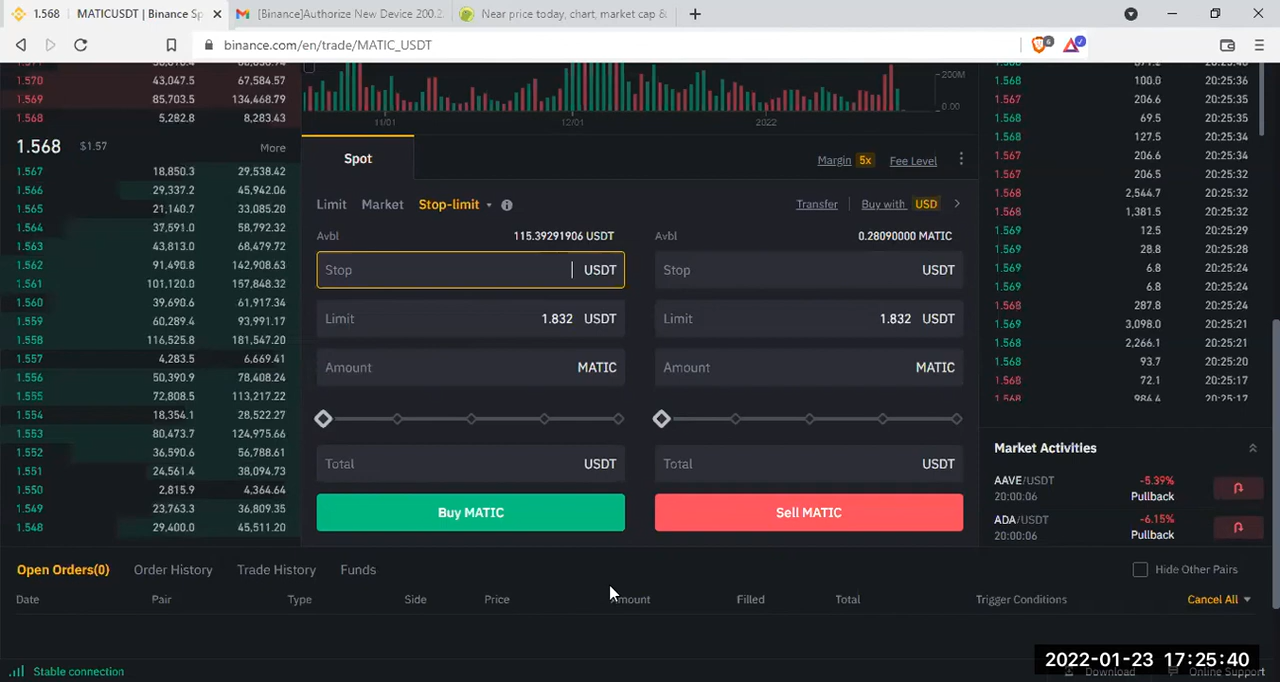 1.568 MATICUSDT | Binance Sp
[Binance]Authorize New Device 200.2
Near price today, chart, market cap &
binance.com/en/trade/MATIC_USDT
1.570 43,047.5 67,584.57
1.569 85,703.5 134,468.79
1.568 5,282.8 8,283.43
1.568 $1.57 More
1.567 18,850.3 29,538.42
1.566 29,337.2 45,942.06
1.565 21,140.7 33,085.20
1.564 37,591.0 58,792.32
1.563 43,813.0 68,479.72
1.562 91,490.8 142,908.63
1.561 101,120.0 157,848.32
1.560 39,690.6 61,917.34
1.559 60,289.4 93,991.17
1.558 116,525.8 181,547.20
1.557 4,283.5 6,669.41
1.556 50,390.9 78,408.24
1.555 72,808.5 113,217.22
1.554 18,354.1 28,522.27
1.553 80,473.7 124,975.66
1.552 36,590.6 56,788.61
1.551 24,561.4 38,094.73
1.550 2,815.9 4,364.64
1.549 23,763.3 36,809.35
1.548 29,400.0 45,511.20
200M
0.00
11/01 12/01 2022
Spot
Margin 5x Fee Level
Limit Market Stop-limit
Transfer Buy with USD
Avbl 115.39291906 USDT
Stop USDT
Limit 1.832 USDT
Amount MATIC
Total USDT
Buy MATIC
Avbl 0.28090000 MATIC
Stop USDT
Limit 1.832 USDT
Amount MATIC
Total USDT
Sell MATIC
1.568 100.0 20:25:36
1.567 206.6 20:25:35
1.568 69.5 20:25:35
1.568 127.5 20:25:34
1.567 206.6 20:25:34
1.567 206.5 20:25:32
1.568 2,544.7 20:25:32
1.568 1,381.5 20:25:32
1.569 12.5 20:25:29
1.569 28.8 20:25:28
1.569 6.8 20:25:24
1.569 6.8 20:25:24
1.568 287.8 20:25:24
1.569 3,098.0 20:25:21
1.568 2,266.1 20:25:21
1.568 93.7 20:25:20
1.568 72.1 20:25:17
1.568 984.4 20:25:17
Market Activities
AAVE/USDT -5.39%
20:00:06 Pullback
ADA/USDT -6.15%
20:00:06 Pullback
Open Orders(0) Order History Trade History Funds
Hide Other Pairs
Date Pair Type Side Price Amount Filled Total Trigger Conditions Cancel All
Stable connection
Download Online Support
2022-01-23 17:25:40